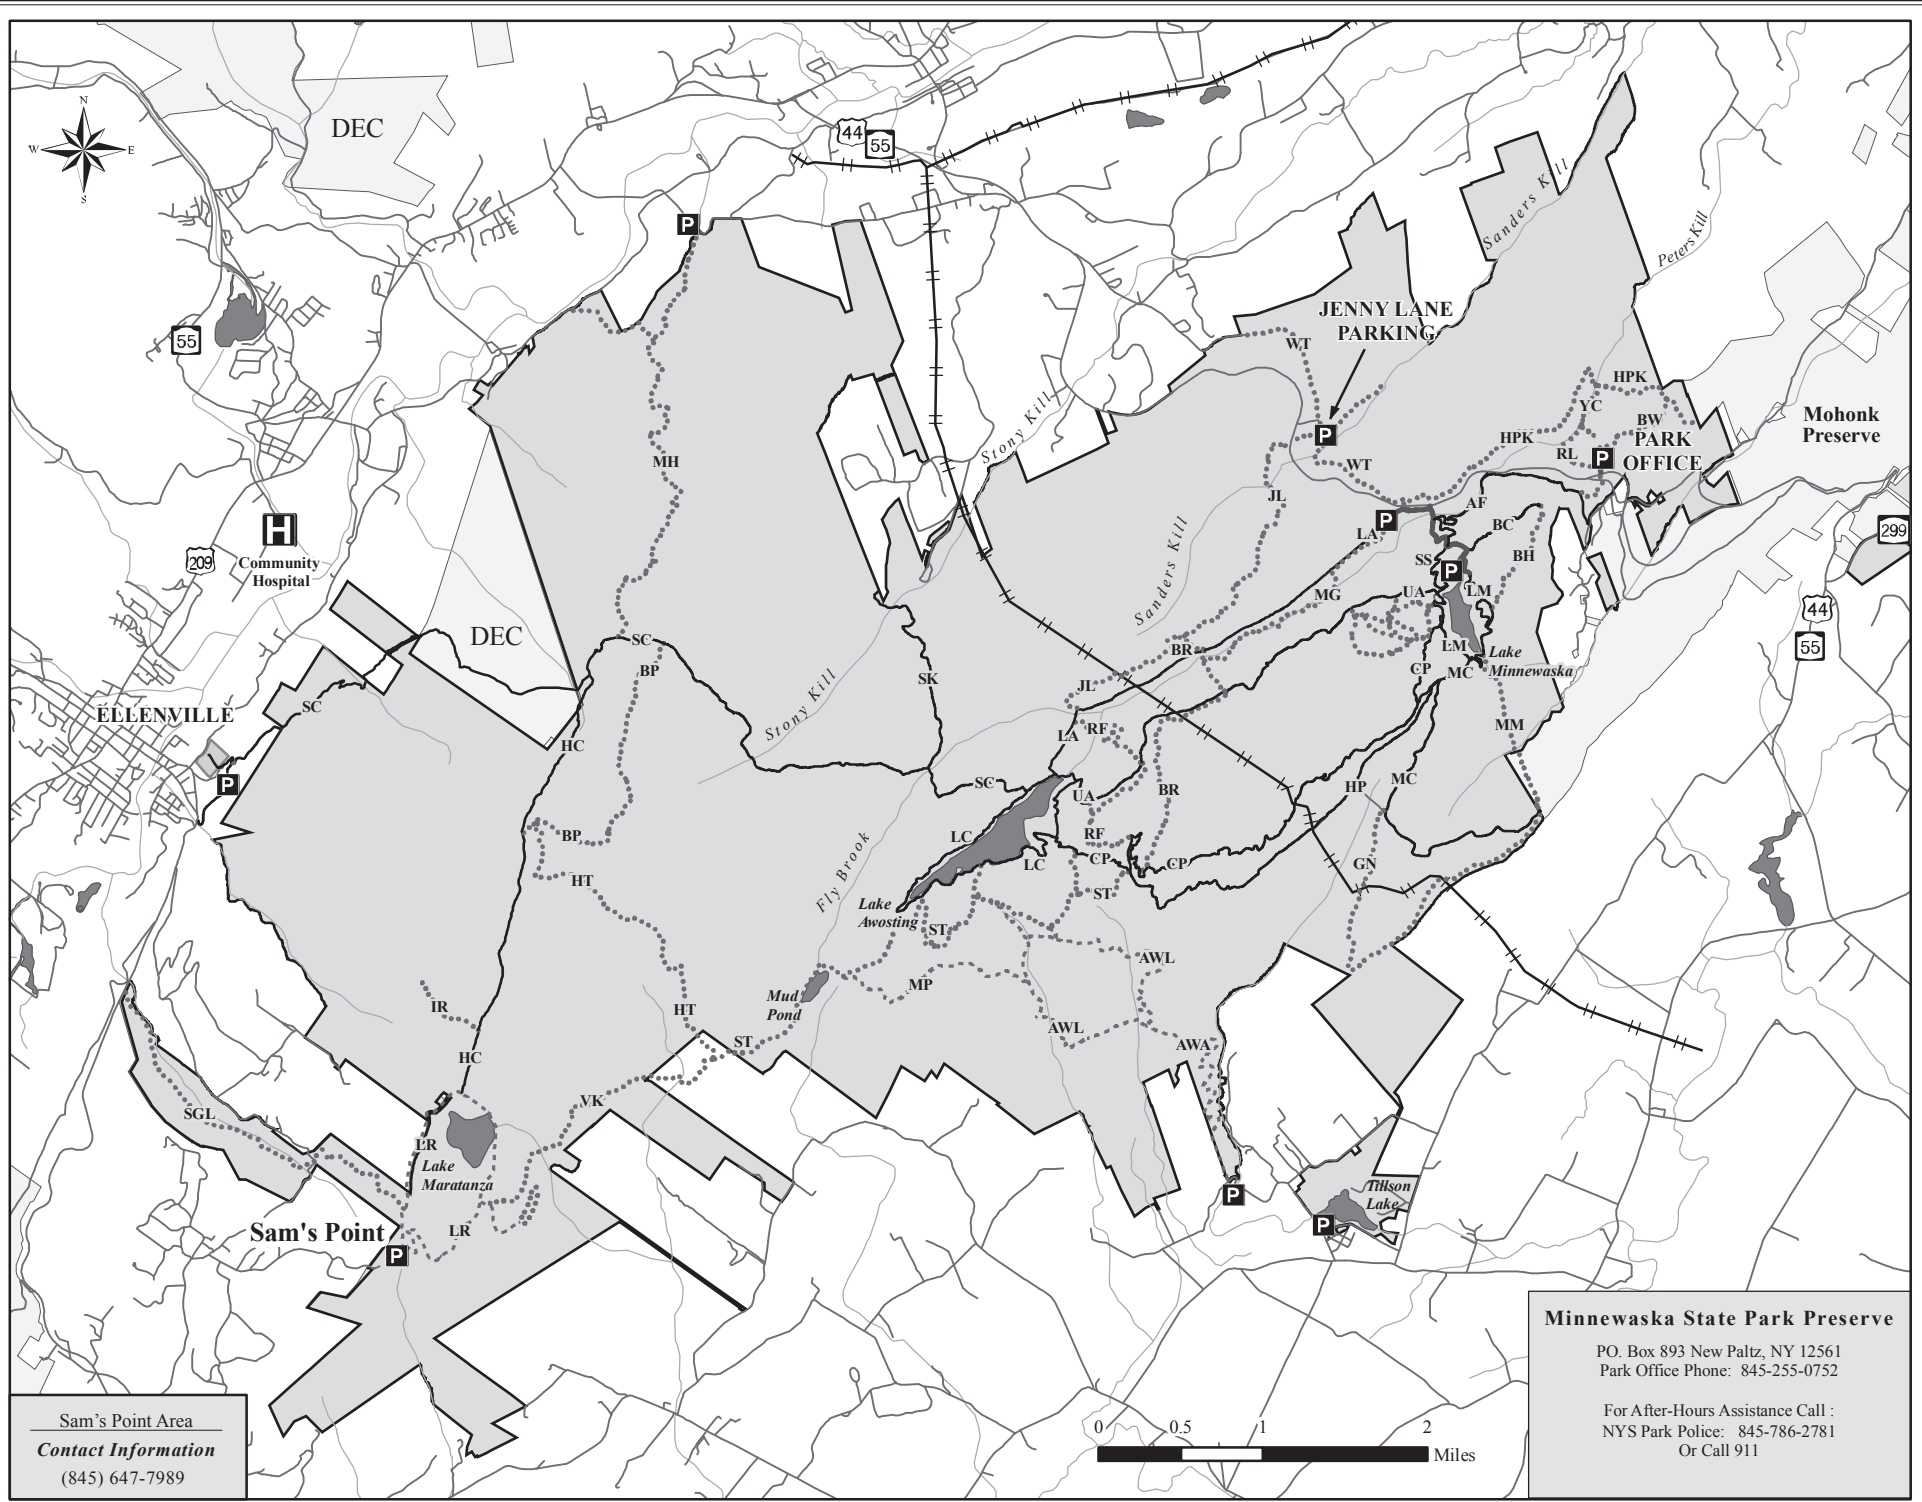 N
W E
S
DEC
44
55
P
Sanders Kill
Peters Kill
55
JENNY LANE
PARKING
WT
HPK
YC
BW
Mohonk
Preserve
P
HPK
PARK
OFFICE
RL
P
Stony Kill
MH
WT
JL
AF
P
BC
LA
299
H
Community
Hospital
209
SS
BH
P
Sanders Kill
MG
UA
LM
44
55
DEC
SC
BP
BR
LM
Lake
Minnewaska
CP
MC
SK
JL
Stony Kill
SC
ELLENVILLE
P
HC
LA
RF
MM
SC
UA
BR
HP
MC
BP
LC
RF
LC
CP
CP
GN
HT
Fly Brook
ST
Lake
Awosting
ST
AWL
MP
Mud
Pond
IR
HT
AWL
ST
AWA
HC
VK
SGL
LR
Lake
Maratanza
P
Tillson
Lake
P
Sam's Point
LR
P
Minnewaska State Park Preserve
PO. Box 893 New Paltz, NY 12561
Park Office Phone: 845-255-0752
For After-Hours Assistance Call :
NYS Park Police: 845-786-2781
Or Call 911
Sam's Point Area
Contact Information
(845) 647-7989
0 0.5 1 2
Miles